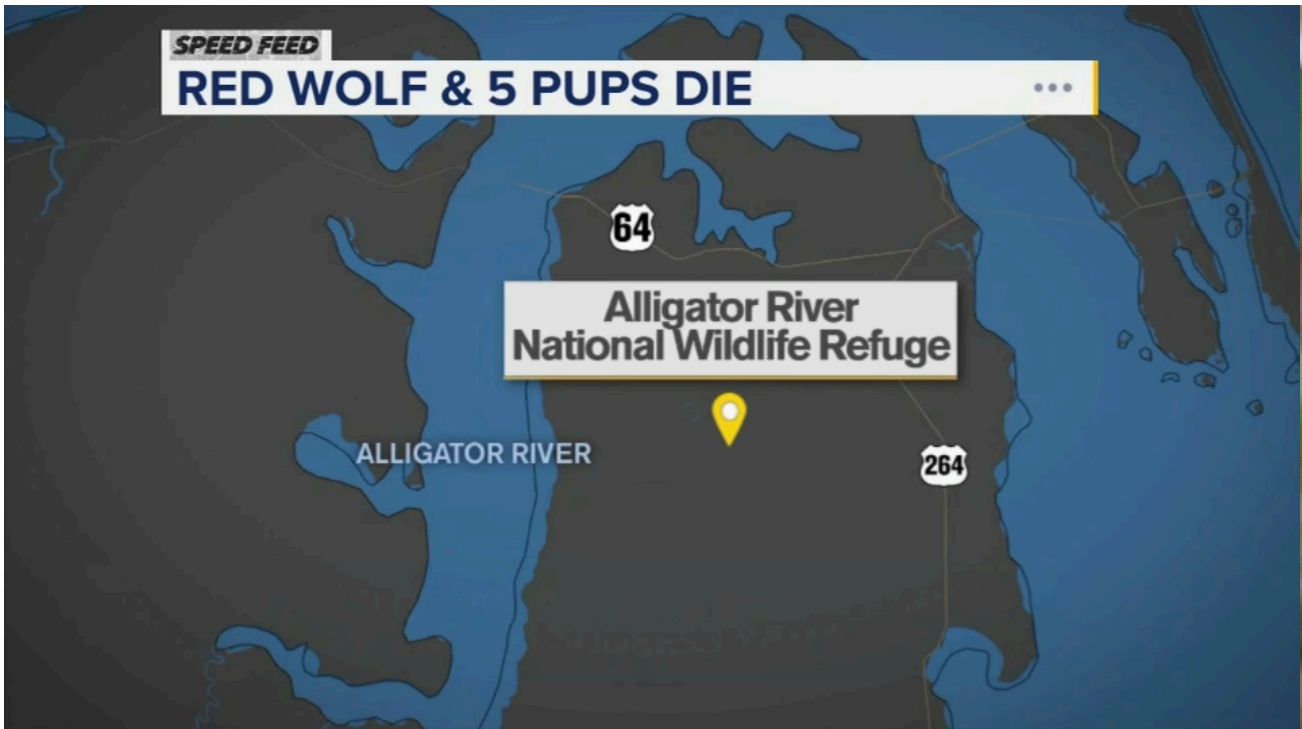 SPEED FEED
RED WOLF & 5 PUPS DIE
64
Alligator River
National Wildlife Refuge
ALLIGATOR RIVER
264